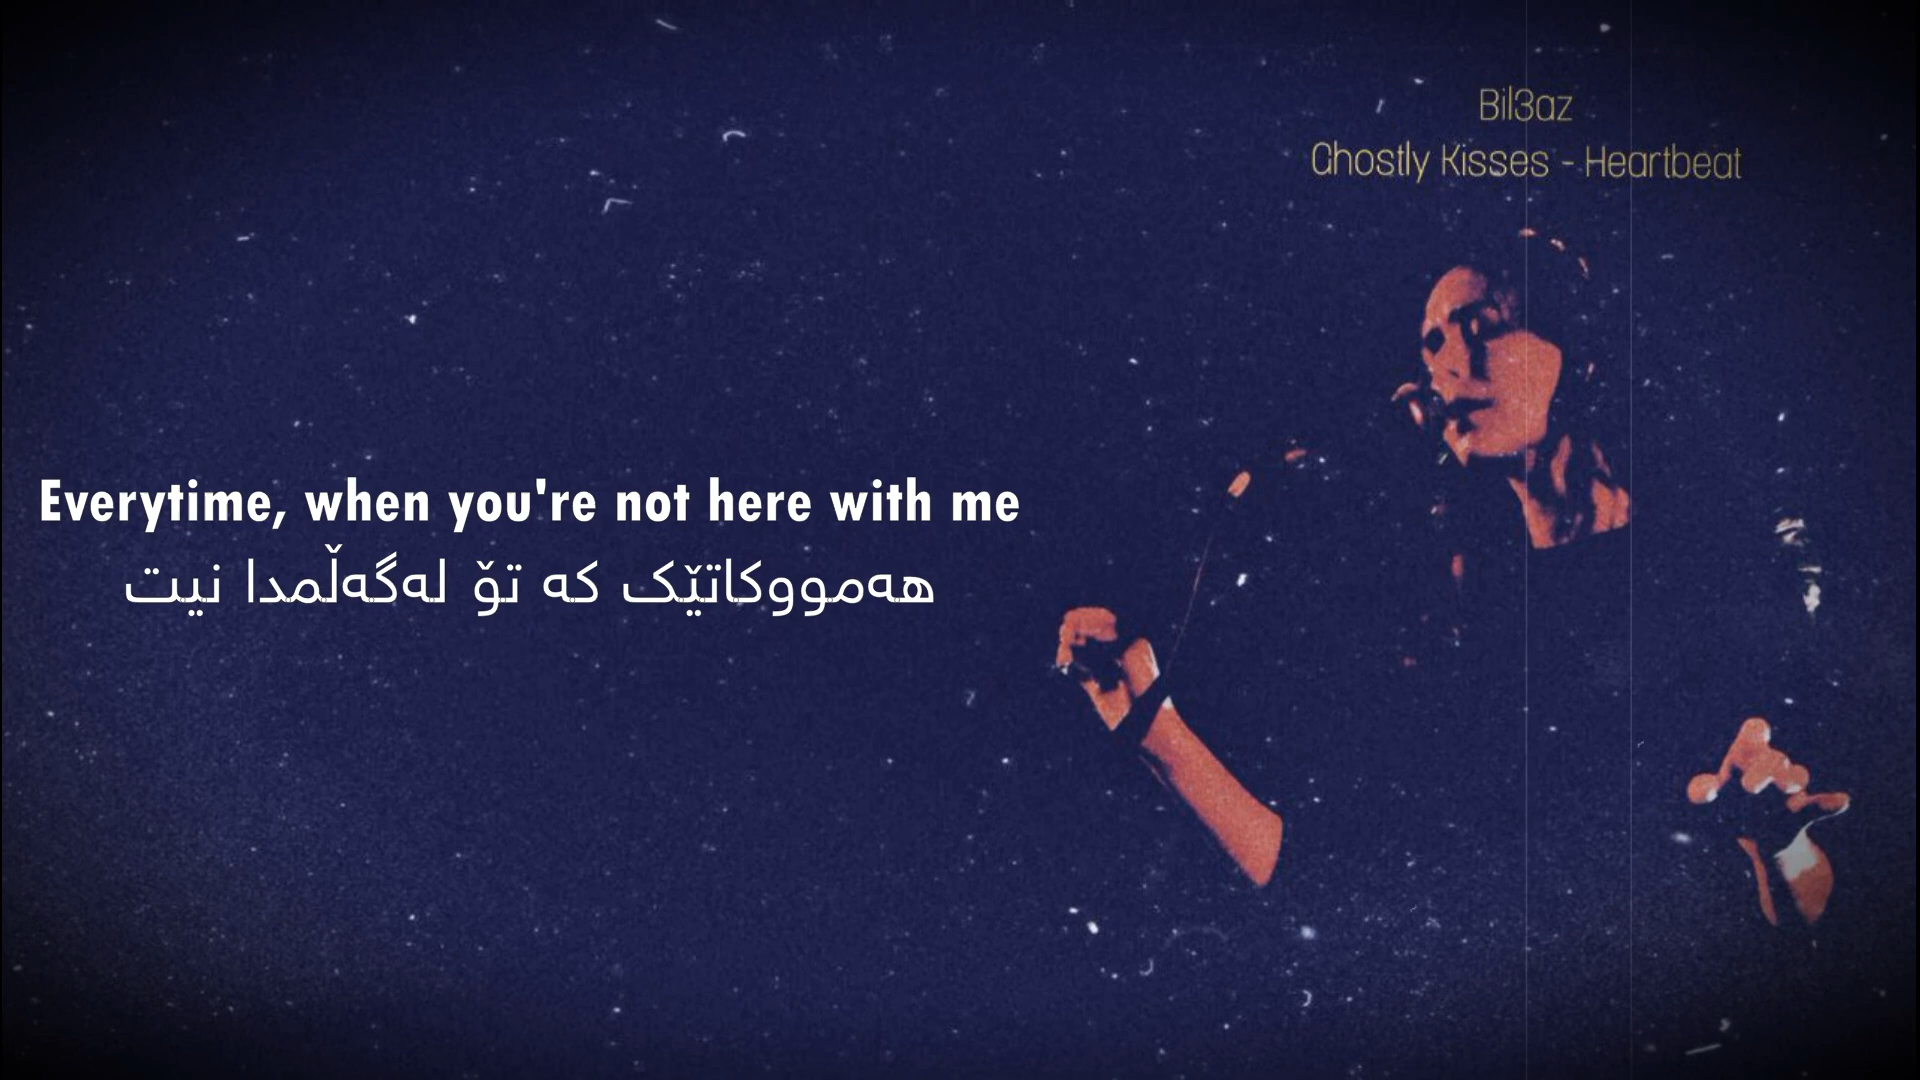 Bil3az
Ghostly Kisses - Heartbeat
Everytime, when you're not here with me
هەمووکاتێک کە تۆ لەگەڵمدا نیت